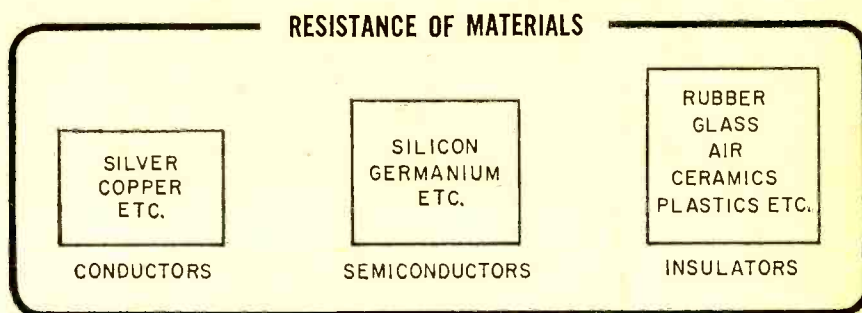 RESISTANCE OF MATERIALS
SILVER
COPPER
ETC.
CONDUCTORS
SILICON
GERMANIUM
ETC.
SEMICONDUCTORS
RUBBER
GLASS
AIR
CERAMICS
PLASTICS ETC.
INSULATORS